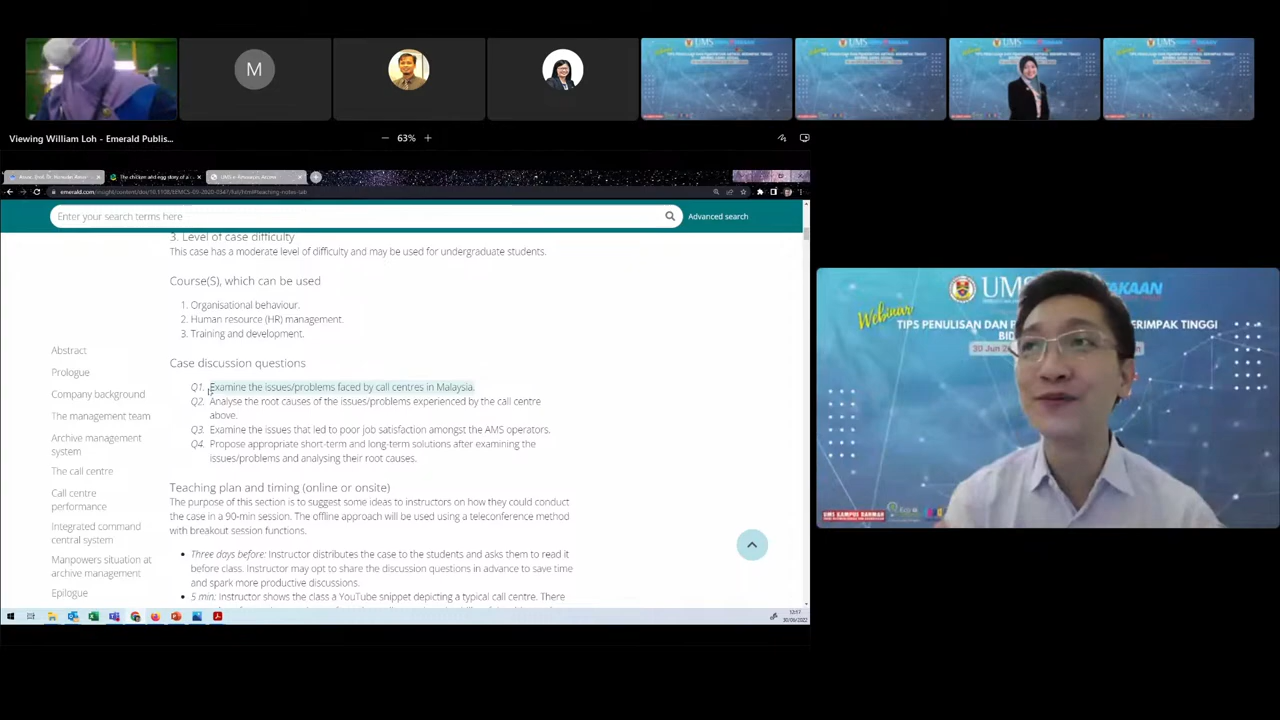 M
Viewing William Loh - Emerald Publis...
63%
Enter your search terms here
Advanced search
3. Level of case difficulty
This case has a moderate level of difficulty and may be used for undergraduate students.
Course(S), which can be used
1. Organisational behaviour.
2. Human resource (HR) management.
3. Training and development.
Case discussion questions
Q1. Examine the issues/problems faced by call centres in Malaysia.
Q2. Analyse the root causes of the issues/problems experienced by the call centre
above.
Q3. Examine the issues that led to poor job satisfaction amongst the AMS operators.
Q4. Propose appropriate short-term and long-term solutions after examining the
issues/problems and analysing their root causes.
Teaching plan and timing (online or onsite)
The purpose of this section is to suggest some ideas to instructors on how they could conduct
the case in a 90-min session. The offline approach will be used using a teleconference method
with breakout session functions.
Three days before: Instructor distributes the case to the students and asks them to read it
before class. Instructor may opt to share the discussion questions in advance to save time
and spark more productive discussions.
5 min: Instructor shows the class a YouTube snippet depicting a typical call centre. There
Abstract
Prologue
Company background
The management team
Archive management
system
The call centre
Call centre
performance
Integrated command
central system
Manpowers situation at
archive management
Epilogue
12:17
30/06/2022
UMS
Webinar
TIPS PENULISAN DAN
TINGGI
30 Jun
UMS KAMPUS RAHMAH